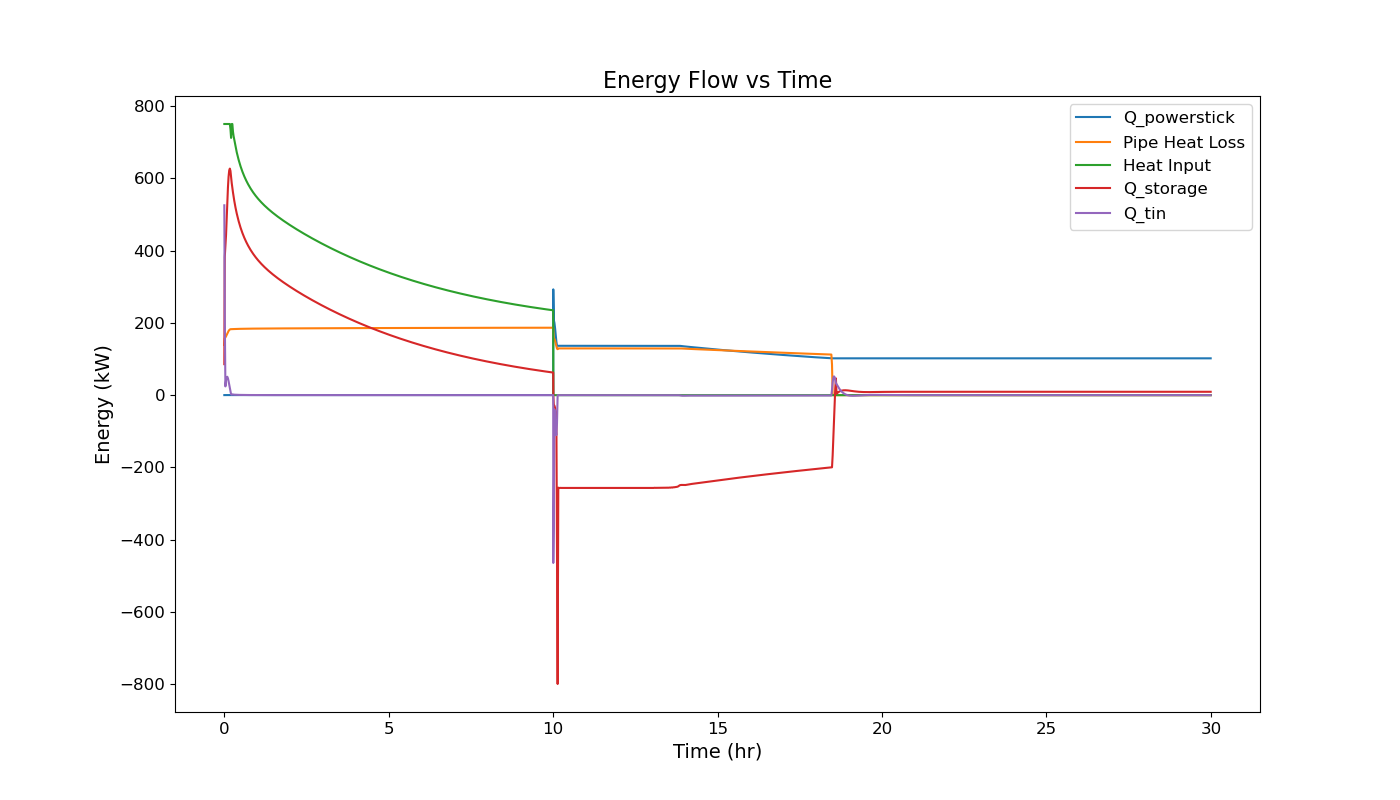 Energy Flow vs Time
800
600
400
200
0
−200
−400
−600
−800
Energy (kW)
Q_powerstick
Pipe Heat Loss
Heat Input
Q_storage
Q_tin
0 5 10 15 20 25 30
Time (hr)